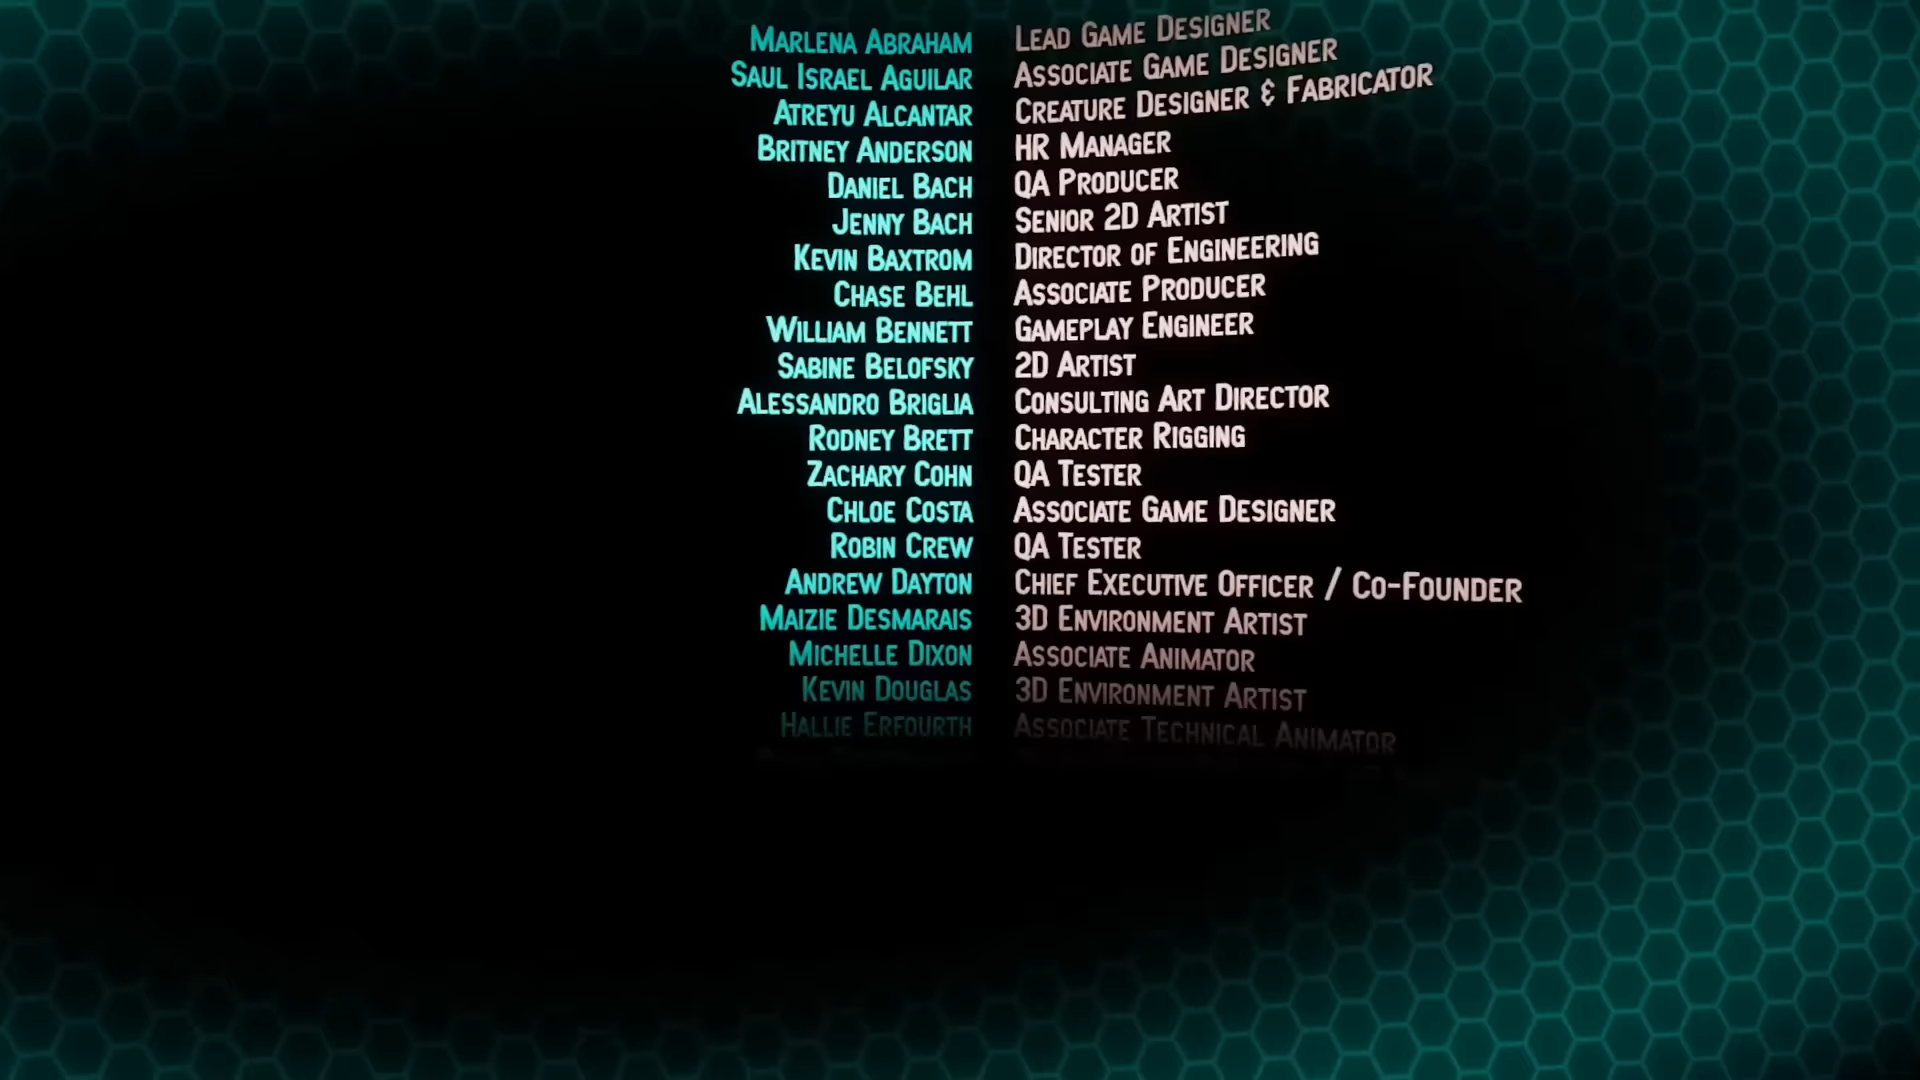 Marlena Abraham Lead Game Designer
Saul Israel Aguilar Associate Game Designer
Atreyu Alcantar Creature Designer & Fabricator
Britney Anderson HR Manager
Daniel Bach QA Producer
Jenny Bach Senior 2D Artist
Kevin Baxtrom Director of Engineering
Chase Behl Associate Producer
William Bennett Gameplay Engineer
Sabine Belofsky 2D Artist
Alessandro Briglia Consulting Art Director
Rodney Brett Character Rigging
Zachary Cohn QA Tester
Chloe Costa Associate Game Designer
Robin Crew QA Tester
Andrew Dayton Chief Executive Officer / Co-Founder
Maizie Desmarais 3D Environment Artist
Michelle Dixon Associate Animator
Kevin Douglas 3D Environment Artist
Hallie Erfourth Associate Technical Animator